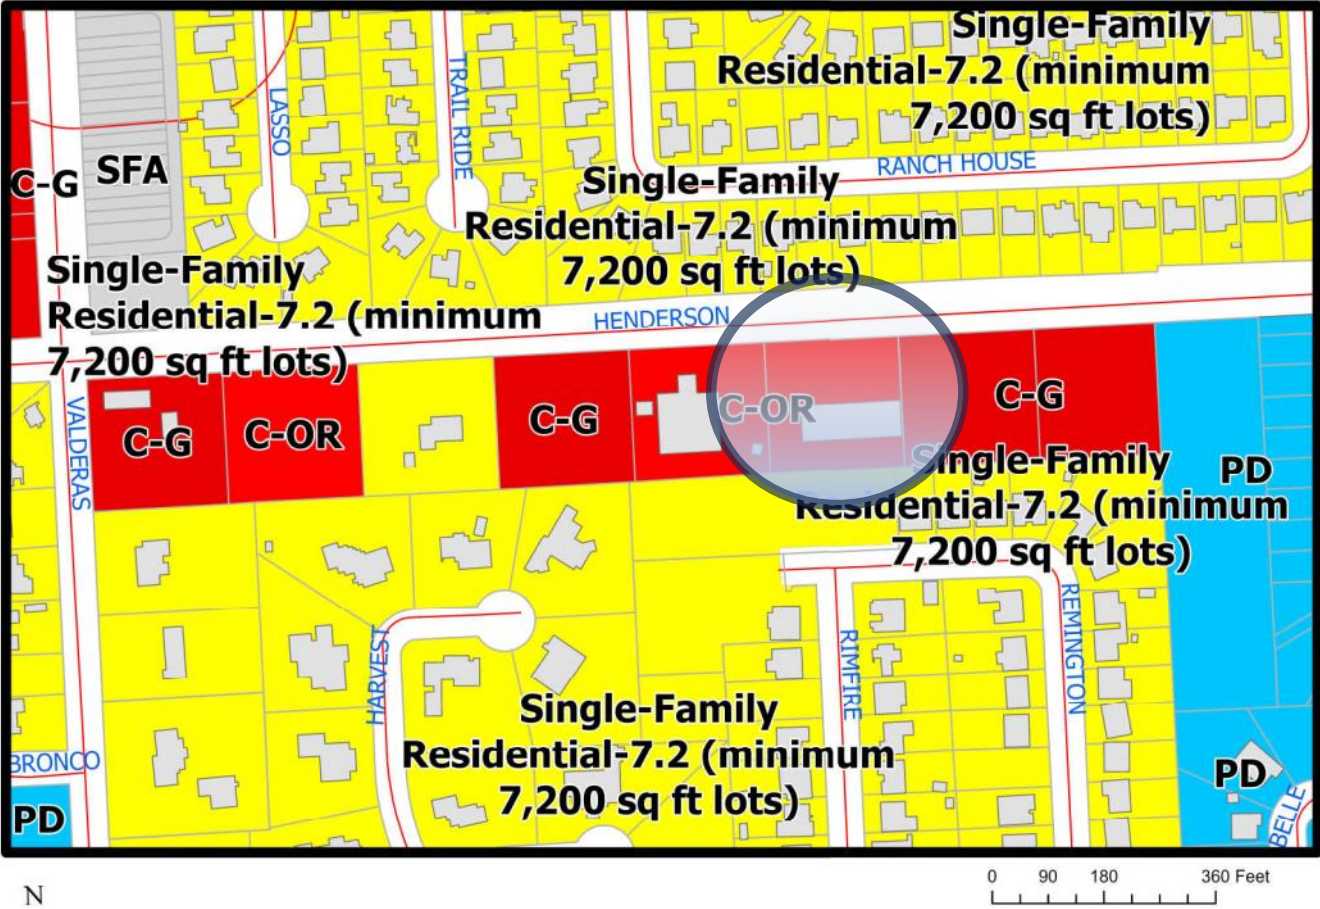 Single-Family
Residential-7.2 (minimum
7,200 sq ft lots)
LASSO
TRAIL RIDE
RANCH HOUSE
C-G
SFA
Single-Family
Residential-7.2 (minimum
7,200 sq ft lots)
Single-Family
Residential-7.2 (minimum
7,200 sq ft lots)
HENDERSON
VALDERAS
C-G
C-OR
C-G
C-OR
C-G
Single-Family
Residential-7.2 (minimum
7,200 sq ft lots)
PD
HARVEST
RIMFIRE
REMINGTON
Single-Family
Residential-7.2 (minimum
7,200 sq ft lots)
BRONCO
PD
PD
BELLE
N
0 90 180 360 Feet